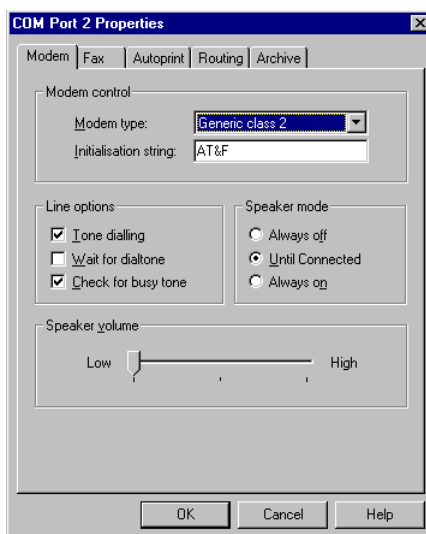 COM Port 2 Properties
Modem Fax Autoprint Routing Archive
Modem control
Modem type: Generic class 2
Initialisation string: AT&F
Line options
Tone dialling
Wait for dialtone
Check for busy tone
Speaker mode
Always off
Until Connected
Always on
Speaker volume
Low High
OK Cancel Help